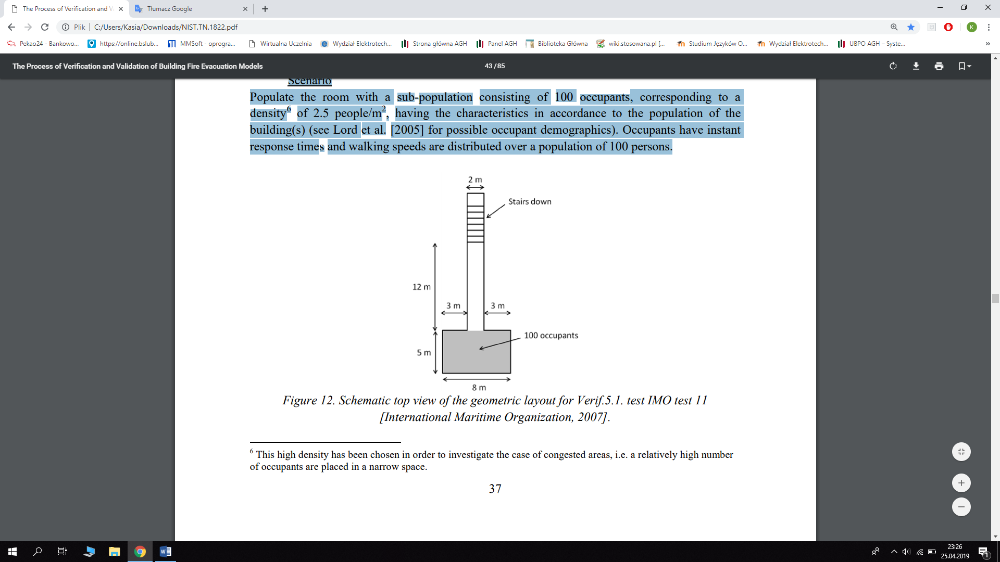 The Process of Verification and V
Tłumacz Google
Plik
C:/Users/Kasia/Downloads/NIST.TN.1822.pdf
K
Pekao24 - Bankowo...
https://online.bslub...
MMSoft - oprogra...
Wirtualna Uczelnia
Wydział Elektrotech...
Strona główna AGH
Panel AGH
Biblioteka Główna
wiki.stosowana.pl [...
Studium Języków O...
Wydział Elektrotech...
UBPO AGH – Syste...
»
The Process of Verification and Validation of Building Fire Evacuation Models
43 / 85
Scenario
Populate the room with a sub-population consisting of 100 occupants, corresponding to a
density⁶ of 2.5 people/m², having the characteristics in accordance to the population of the
building(s) (see Lord et al. [2005] for possible occupant demographics). Occupants have instant
response times and walking speeds are distributed over a population of 100 persons.
2 m
Stairs down
12 m
3 m
3 m
100 occupants
5 m
8 m
Figure 12. Schematic top view of the geometric layout for Verif.5.1. test IMO test 11
[International Maritime Organization, 2007].
⁶ This high density has been chosen in order to investigate the case of congested areas, i.e. a relatively high number
of occupants are placed in a narrow space.
37
23:26
25.04.2019
1